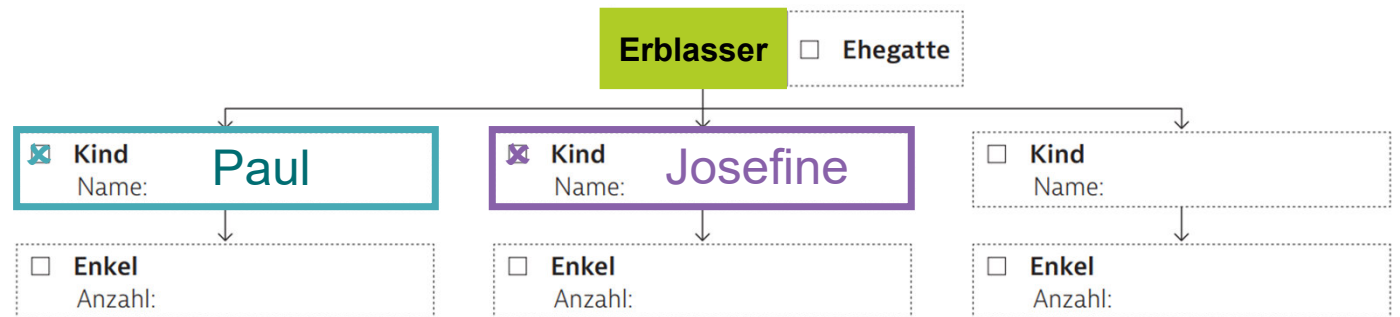 Erblasser ☐ Ehegatte
☒ Kind Paul
Name:
☒ Kind Josefine
Name:
☐ Kind
Name:
☐ Enkel
Anzahl:
☐ Enkel
Anzahl:
☐ Enkel
Anzahl: